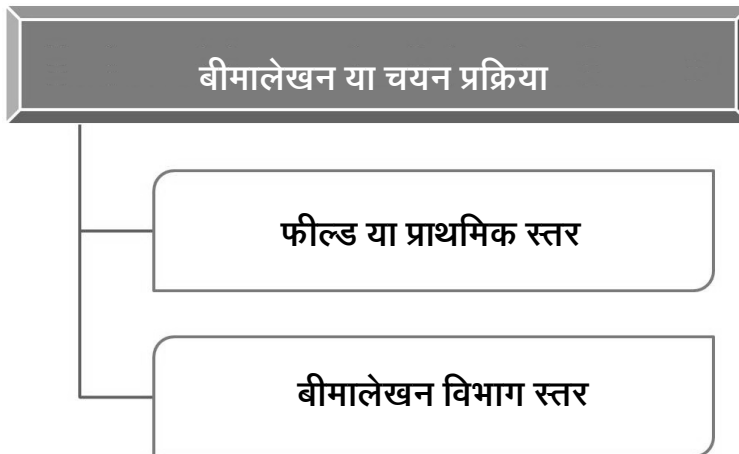 बीमालेखन या चयन प्रक्रिया
फील्ड या प्राथमिक स्तर
बीमालेखन विभाग स्तर